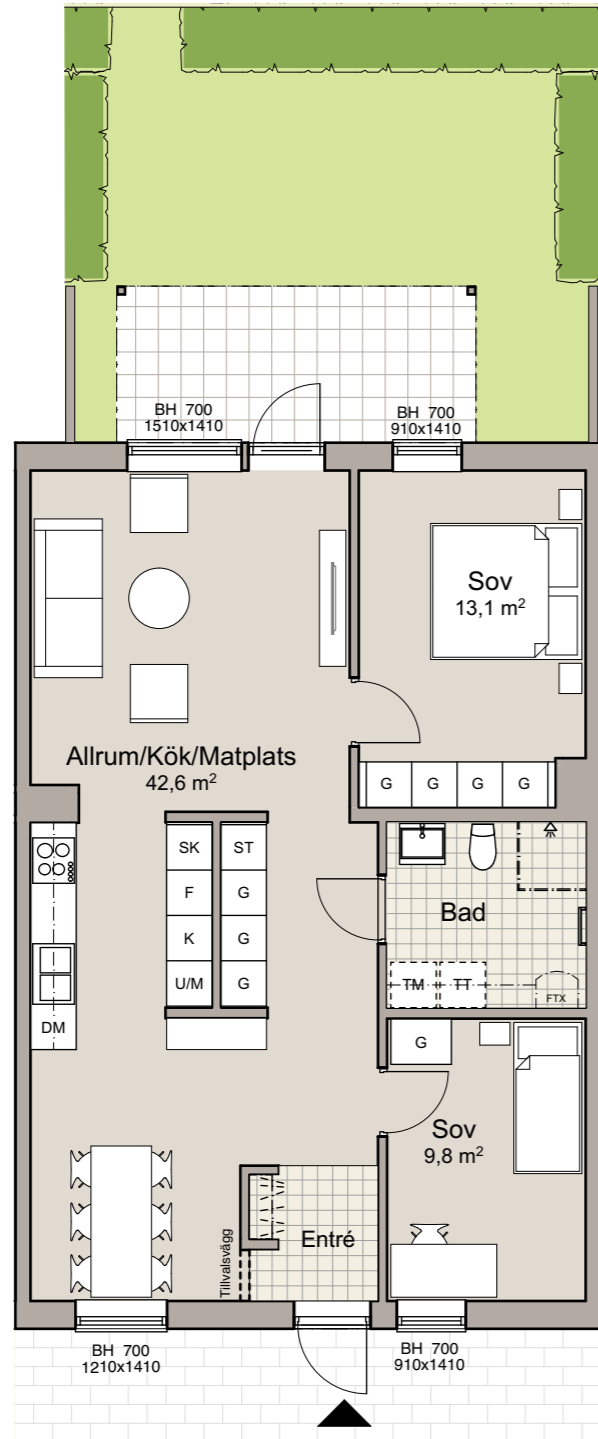 BH 700
1510x1410
BH 700
910x1410
Sov
13,1 m²
Allrum/Kök/Matplats
42,6 m²
G G G G
SK ST
F G
K G
U/M G
DM
Bad
TM TT
FTX
G
Sov
9,8 m²
Entré
Tillvalsvägg
BH 700
1210x1410
BH 700
910x1410